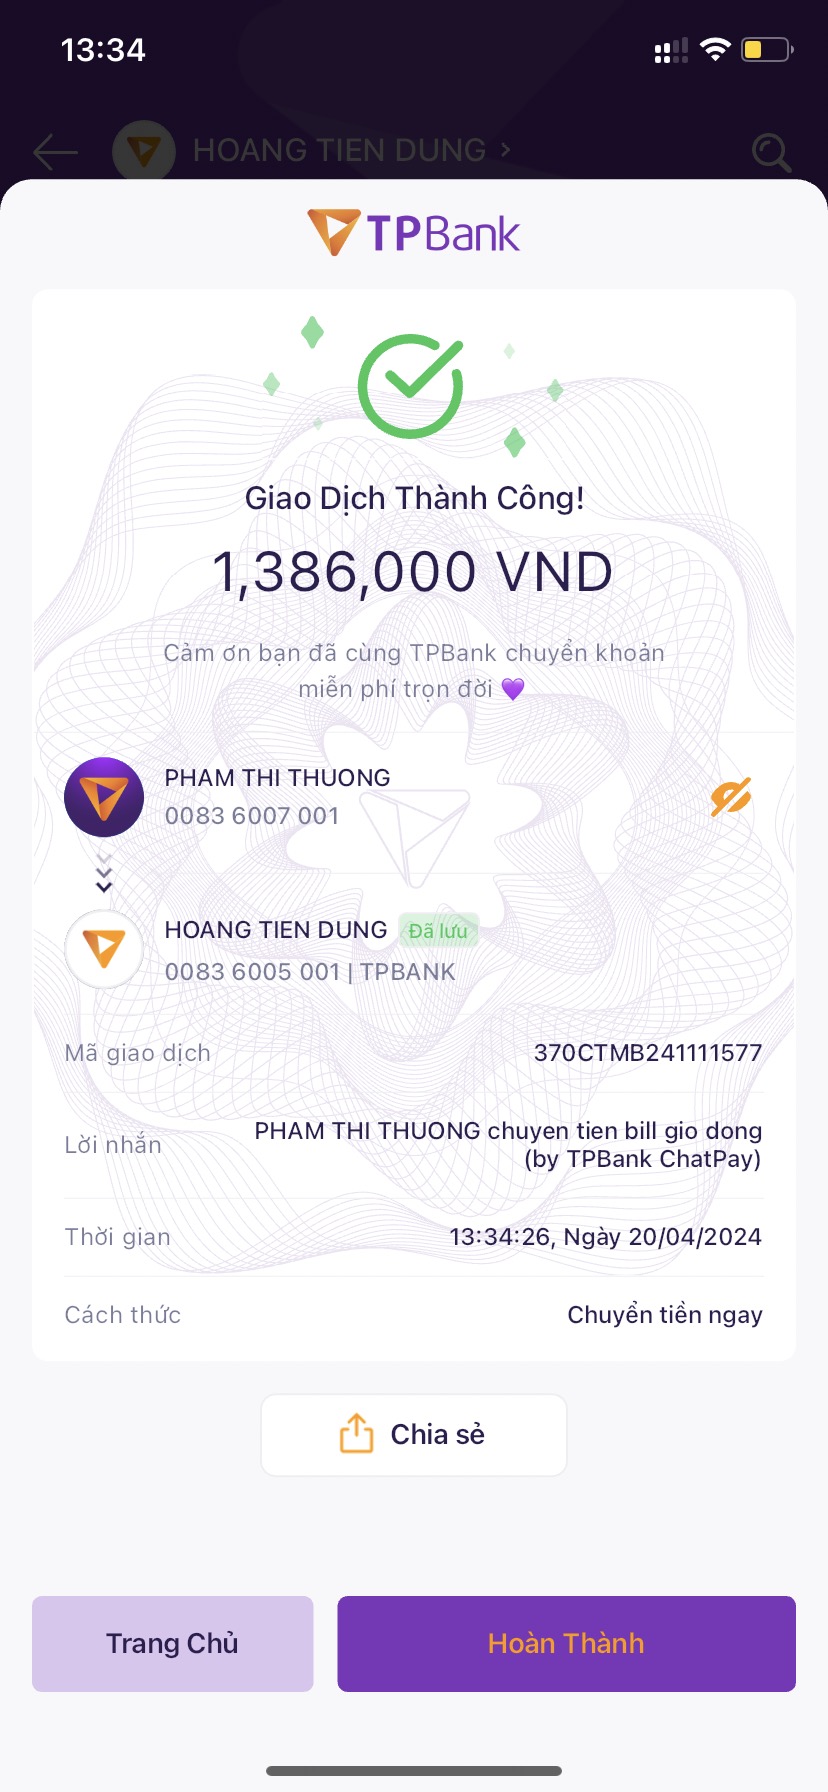 13:34
HOANG TIEN DUNG
TPBank
Giao Dịch Thành Công!
1,386,000 VND
Cảm ơn bạn đã cùng TPBank chuyển khoản
miễn phí trọn đời 💜
PHAM THI THUONG
0083 6007 001
HOANG TIEN DUNG Đã lưu
0083 6005 001 | TPBANK
Mã giao dịch 370CTMB241111577
Lời nhắn PHAM THI THUONG chuyen tien bill gio dong
(by TPBank ChatPay)
Thời gian 13:34:26, Ngày 20/04/2024
Cách thức Chuyển tiền ngay
Chia sẻ
Trang Chủ Hoàn Thành